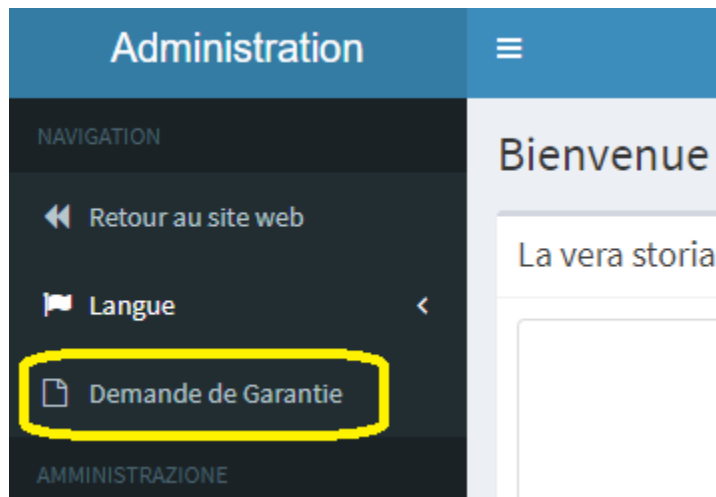 Administration
NAVIGATION
Bienvenue
Retour au site web
La vera storia
Langue
Demande de Garantie
AMMINISTRAZIONE